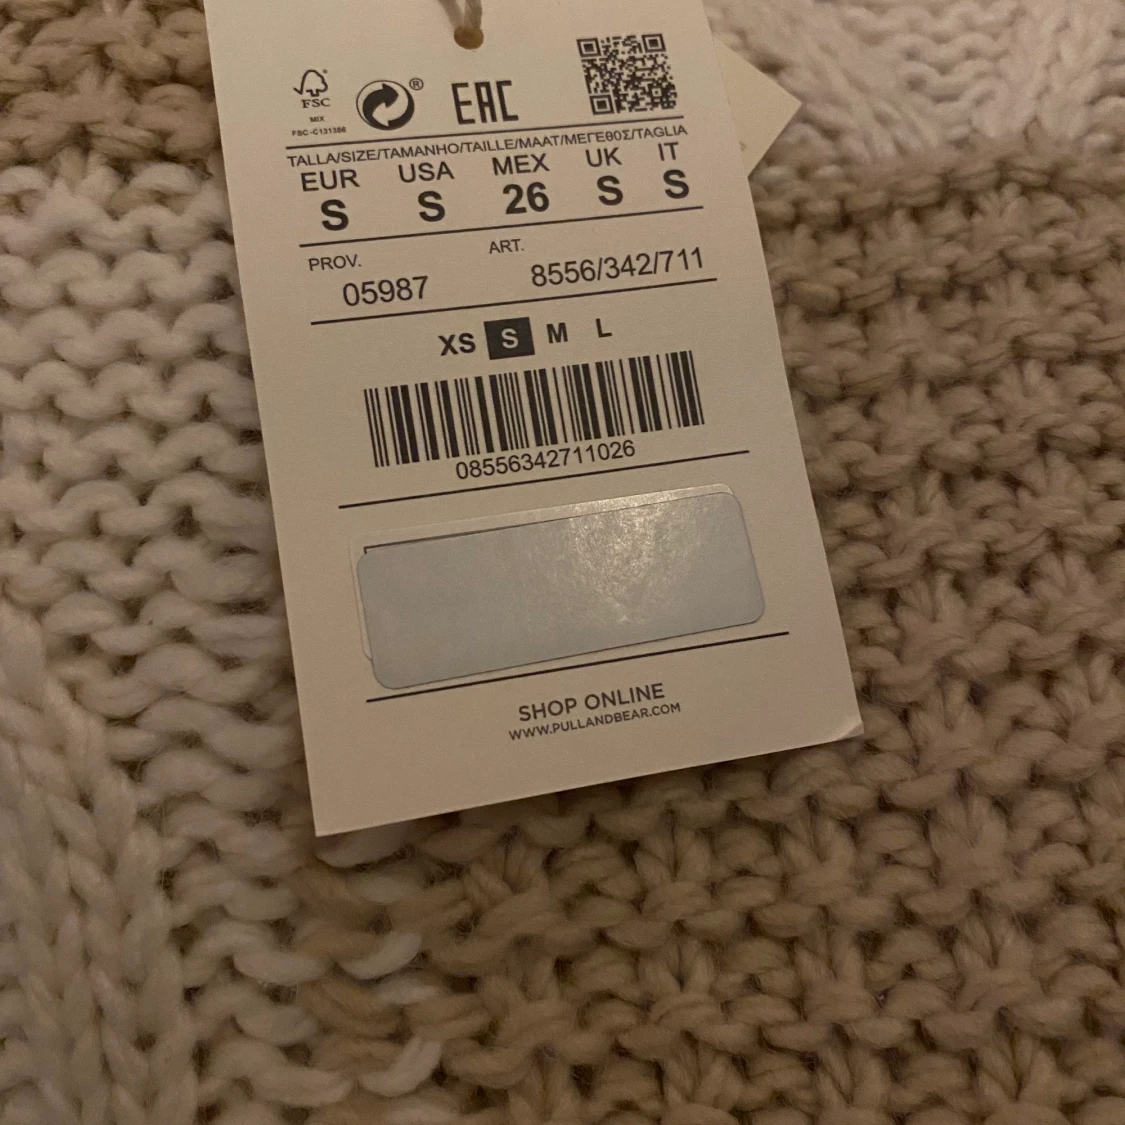 FSC
MIX
FSC-C131386
®
EAC
TALLA/SIZE/TAMANHO/TAILLE/MAAT/ΜΕΓΕΘΟΣ/TAGLIA
EUR USA MEX UK IT
S S 26 S S
PROV. ART.
05987 8556/342/711
XS S M L
08556342711026
SHOP ONLINE
WWW.PULLANDBEAR.COM